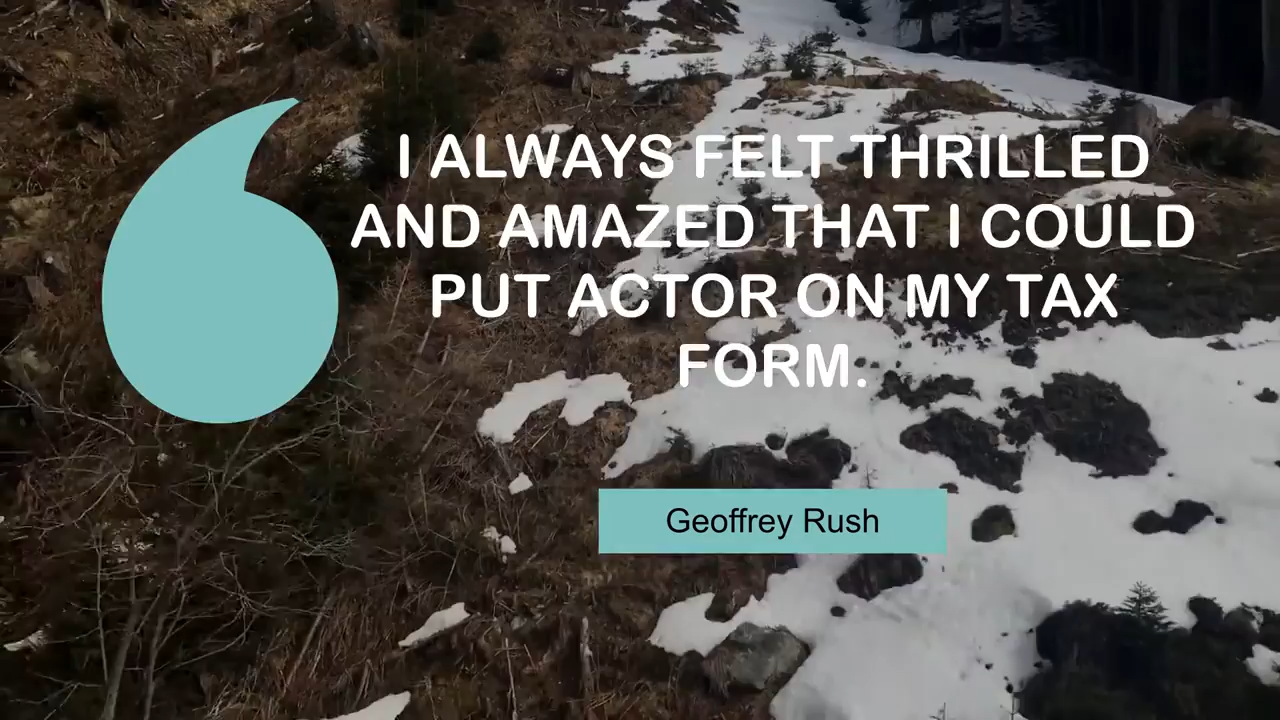 I ALWAYS FELT THRILLED
AND AMAZED THAT I COULD
PUT ACTOR ON MY TAX
FORM.
Geoffrey Rush